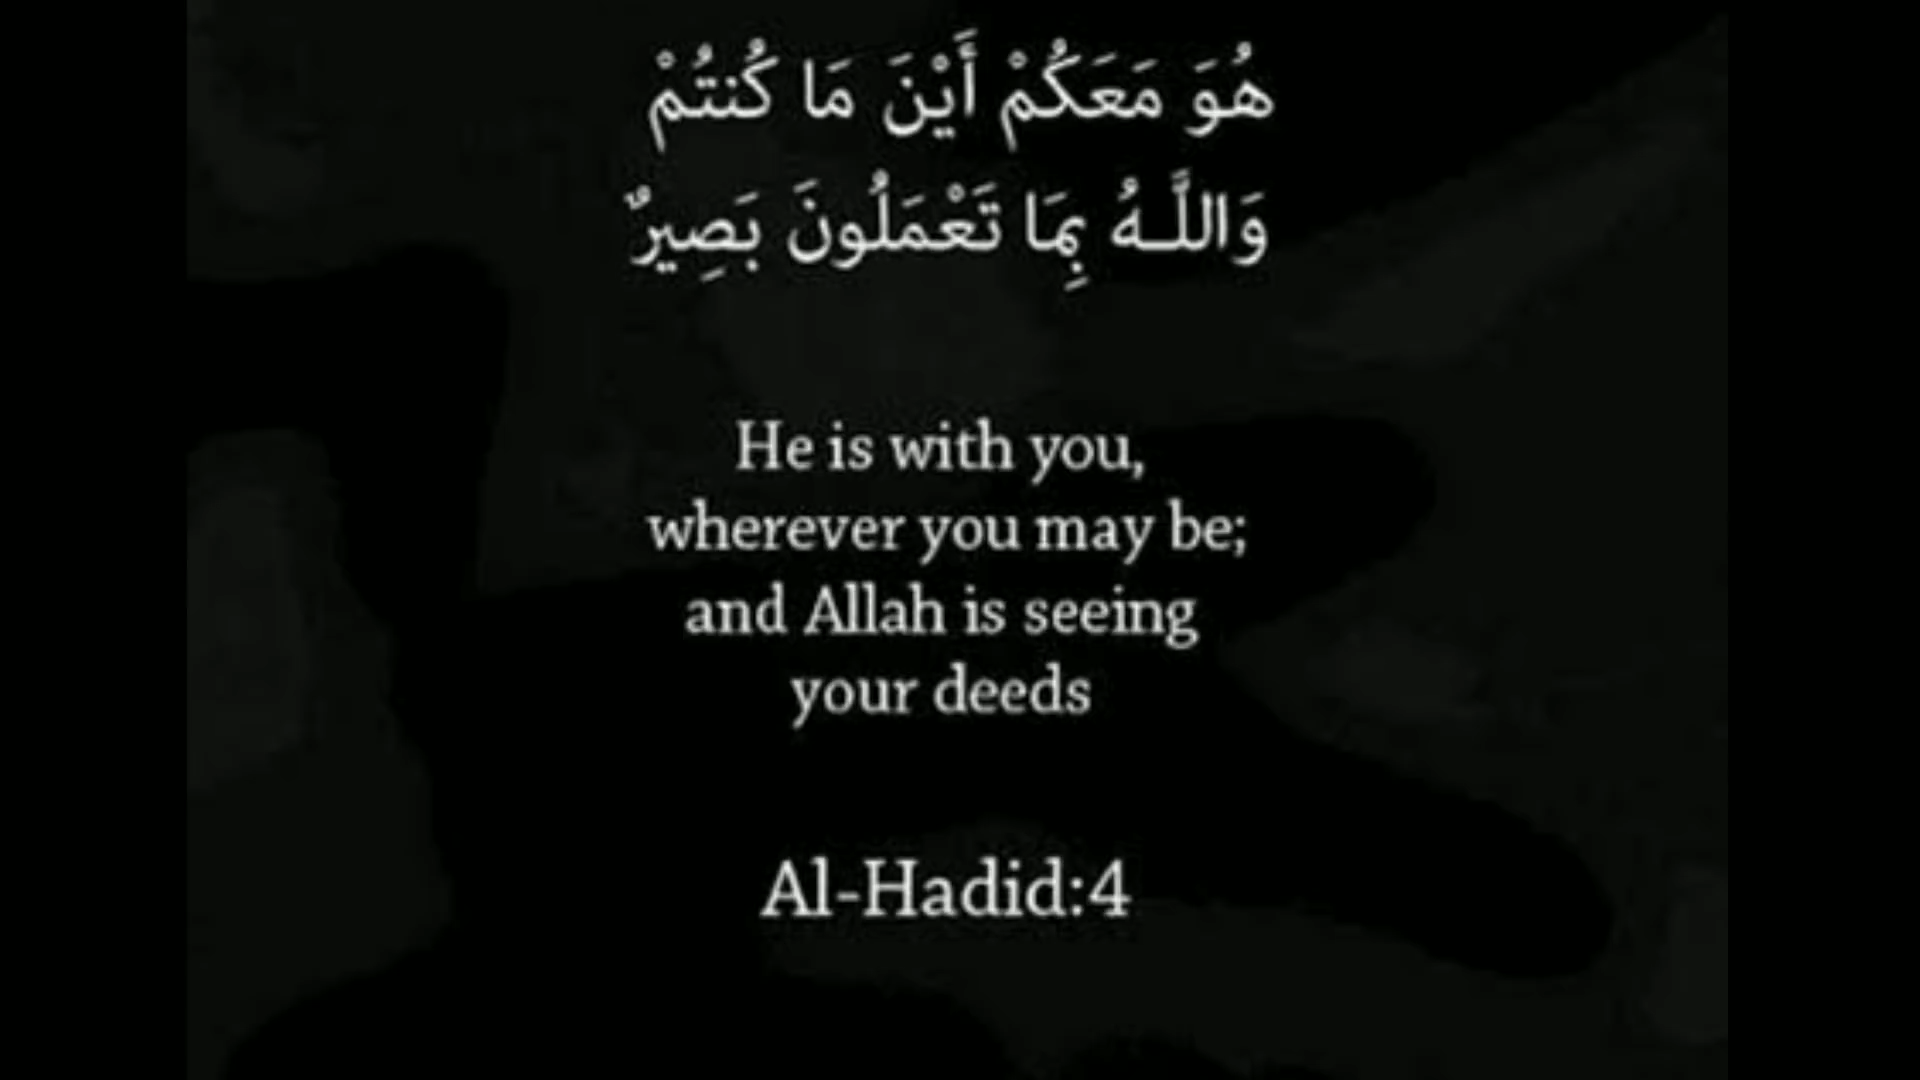 هُوَ مَعَكُمْ أَيْنَ مَا كُنتُمْ
وَاللَّـهُ بِمَا تَعْمَلُونَ بَصِيرٌ
He is with you,
wherever you may be;
and Allah is seeing
your deeds
Al-Hadid:4